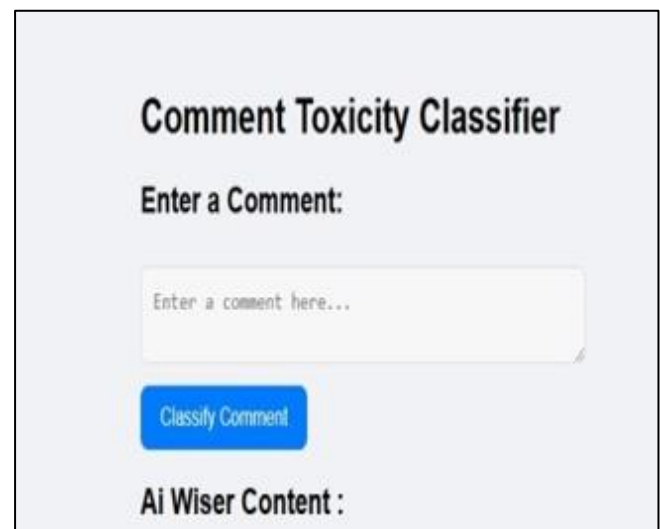 Comment Toxicity Classifier
Enter a Comment:
Enter a comment here...
Classify Comment
Ai Wiser Content :